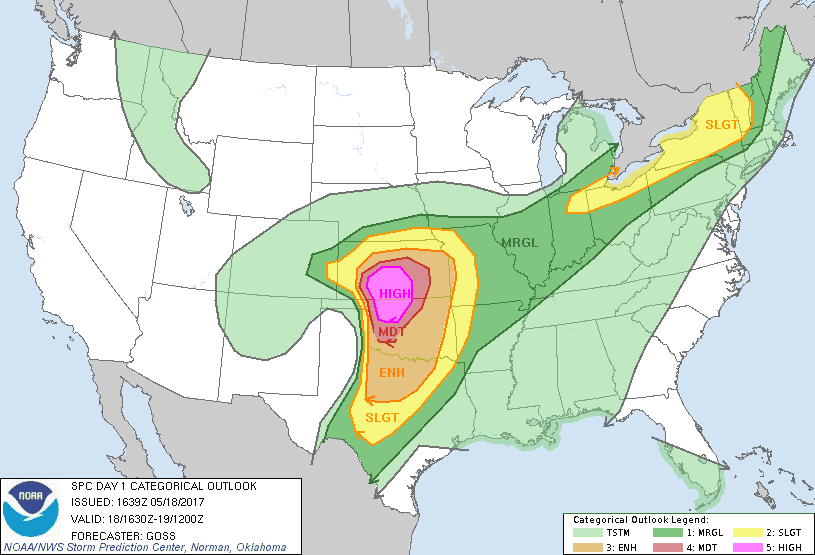 SLGT
MRGL
HIGH
MDT
ENH
SLGT
NOAA
SPC DAY 1 CATEGORICAL OUTLOOK
ISSUED: 1639Z 05/18/2017
VALID: 18/1630Z-19/1200Z
FORECASTER: GOSS
NOAA/NWS Storm Prediction Center, Norman, Oklahoma
Categorical Outlook Legend:
TSTM 1: MRGL 2: SLGT
3: ENH 4: MDT 5: HIGH